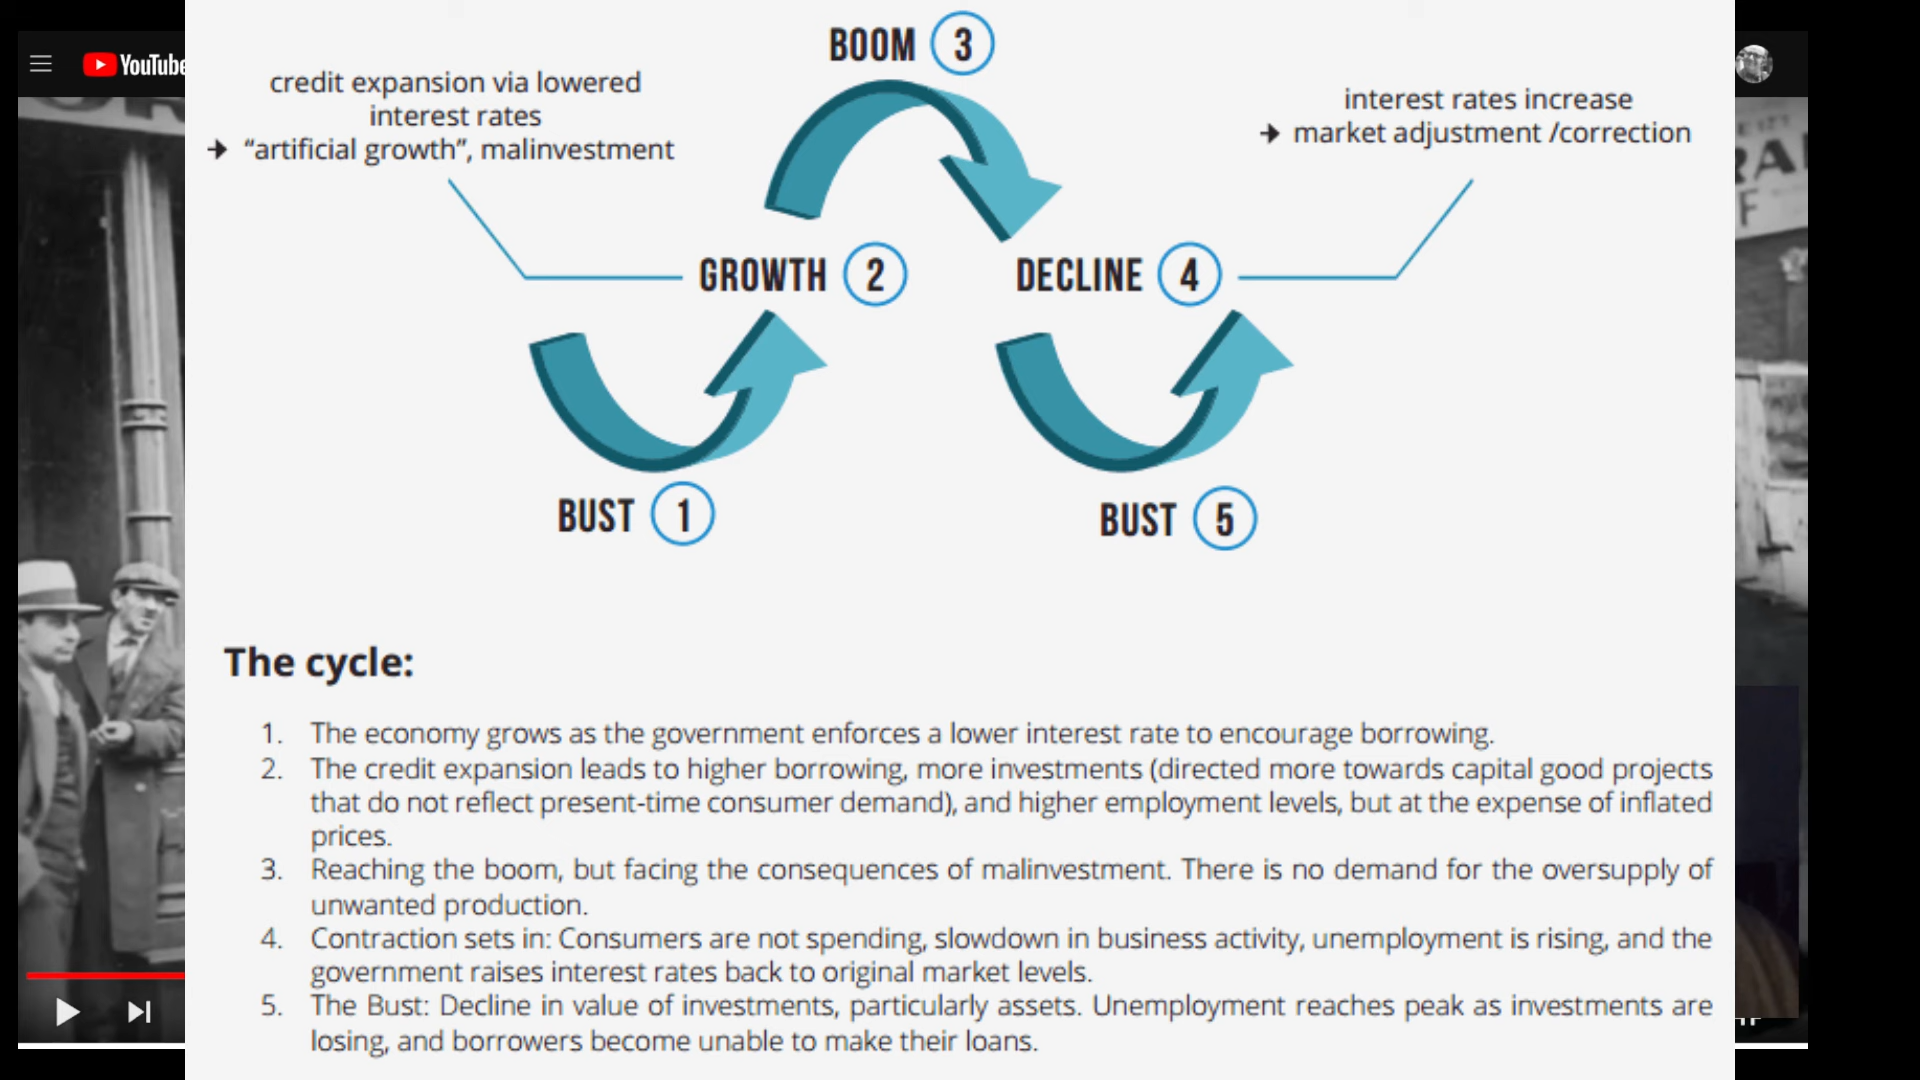 YouTube
BOOM 3
credit expansion via lowered
interest rates
→ “artificial growth”, malinvestment
interest rates increase
→ market adjustment /correction
GROWTH 2
DECLINE 4
BUST 1
BUST 5
The cycle:
1. The economy grows as the government enforces a lower interest rate to encourage borrowing.
2. The credit expansion leads to higher borrowing, more investments (directed more towards capital good projects
that do not reflect present-time consumer demand), and higher employment levels, but at the expense of inflated
prices.
3. Reaching the boom, but facing the consequences of malinvestment. There is no demand for the oversupply of
unwanted production.
4. Contraction sets in: Consumers are not spending, slowdown in business activity, unemployment is rising, and the
government raises interest rates back to original market levels.
5. The Bust: Decline in value of investments, particularly assets. Unemployment reaches peak as investments are
losing, and borrowers become unable to make their loans.